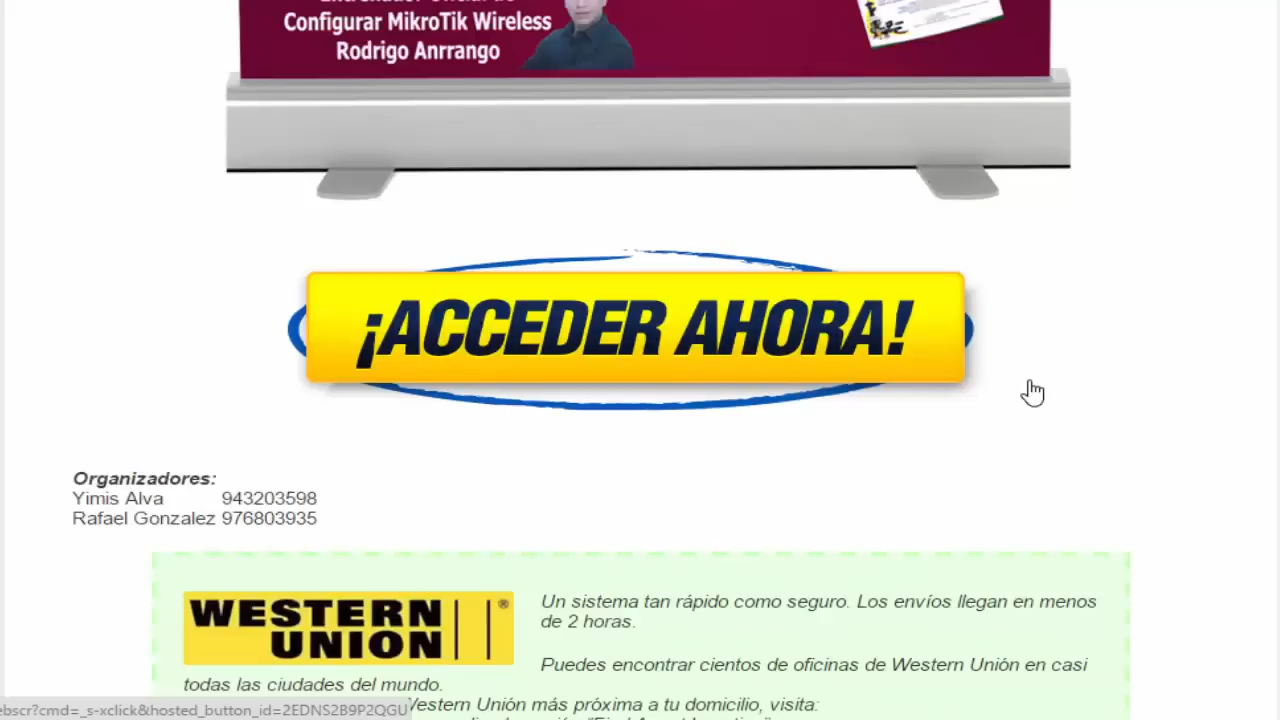 Configurar MikroTik Wireless
Rodrigo Anrrango
¡ACCEDER AHORA!
Organizadores:
Yimis Alva 943203598
Rafael Gonzalez 976803935
WESTERN
UNION ®
Un sistema tan rápido como seguro. Los envíos llegan en menos
de 2 horas.
Puedes encontrar cientos de oficinas de Western Unión en casi
todas las ciudades del mundo.
Western Unión más próxima a tu domicilio, visita:
ebscr?cmd=_s-xclick&hosted_button_id=2EDNS2B9P2QGU